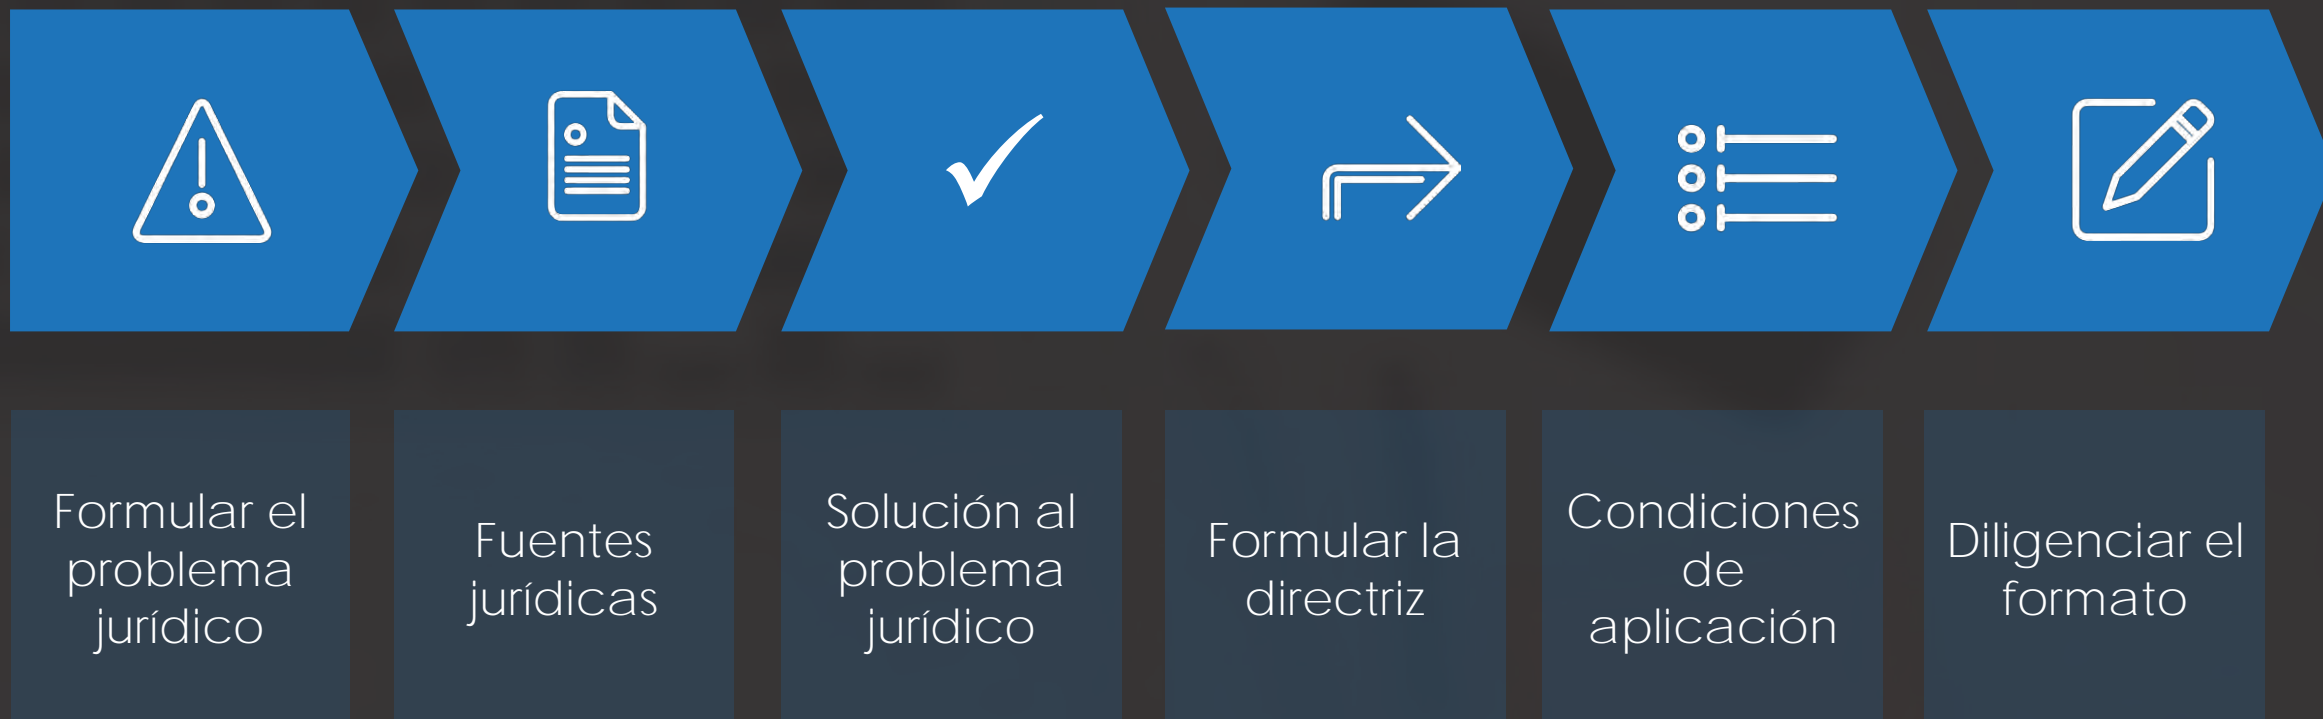 Formular el
problema
jurídico
Fuentes
jurídicas
Solución al
problema
jurídico
Formular la
directriz
Condiciones
de
aplicación
Diligenciar el
formato